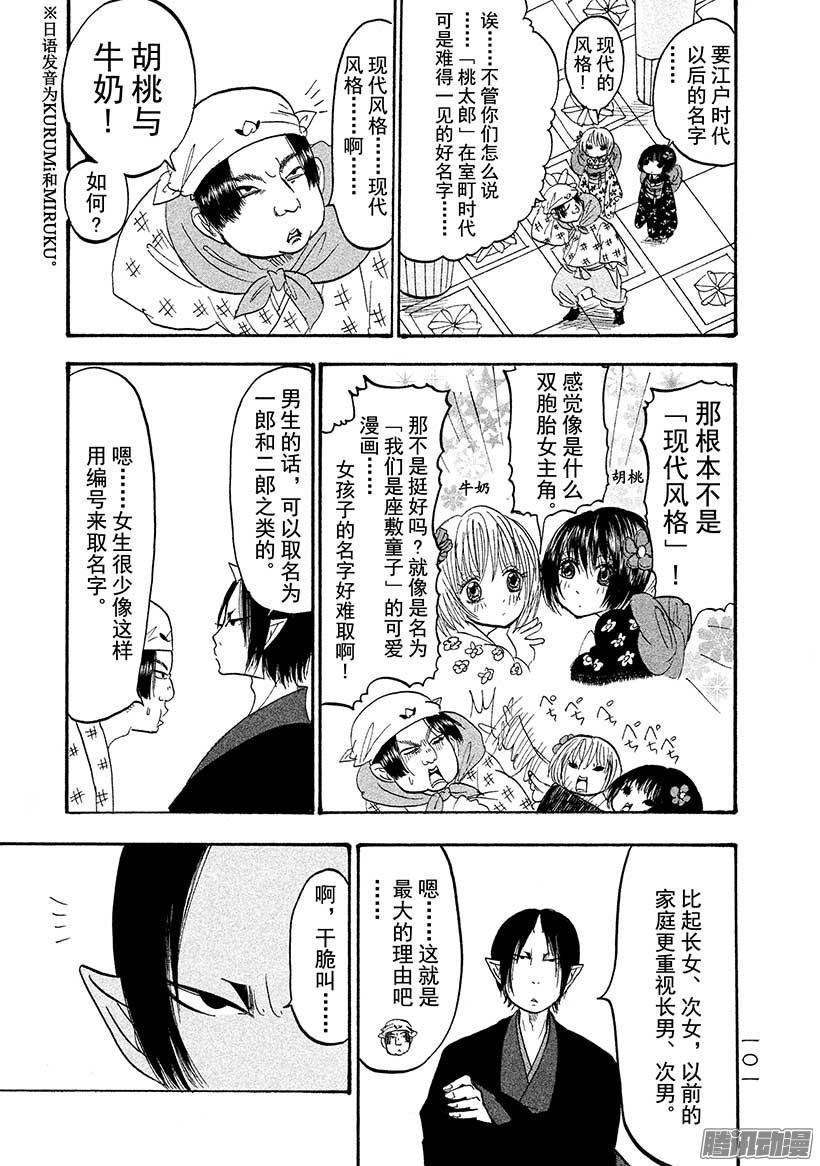 要江户时代
以后的名字
……
现代的
风格！
诶……不管你们怎么说
「桃太郎」在室町时代
可是难得一见的好名字……
现代风格……现代
风格……啊……
胡桃与
牛奶！
如何？
※日语发音为KURUMi和MIRUKU。
那根本不是
「现代风格」！
胡桃
感觉像是什么
双胞胎女主角。
牛奶
那不是挺好吗？就像是名为
「我们是座敷童子」的可爱
漫画……
女孩子的名字好难取啊！
ぺちぺちぺち
男生的话，可以取名为
一郎和二郎之类的。
嗯……女生很少像这样
用编号来取名字。
比起长女、次女，以前的
家庭更重视长男、次男。
嗯……这就是
最大的理由吧
啊，干脆叫……
101
腾讯动漫